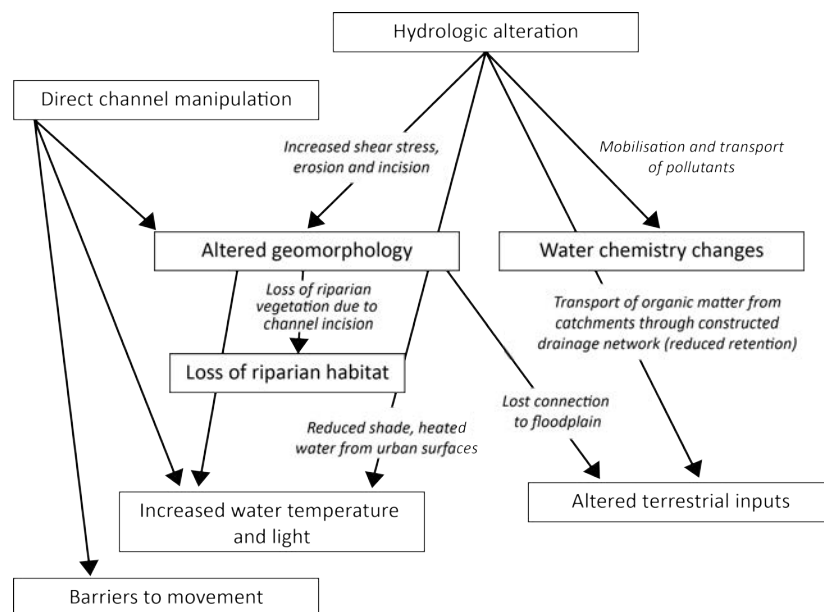 Hydrologic alteration
Direct channel manipulation
Increased shear stress,
erosion and incision
Mobilisation and transport
of pollutants
Altered geomorphology
Water chemistry changes
Loss of riparian
vegetation due to
channel incision
Transport of organic matter from
catchments through constructed
drainage network (reduced retention)
Loss of riparian habitat
Lost connection
to floodplain
Reduced shade, heated
water from urban surfaces
Increased water temperature
and light
Altered terrestrial inputs
Barriers to movement